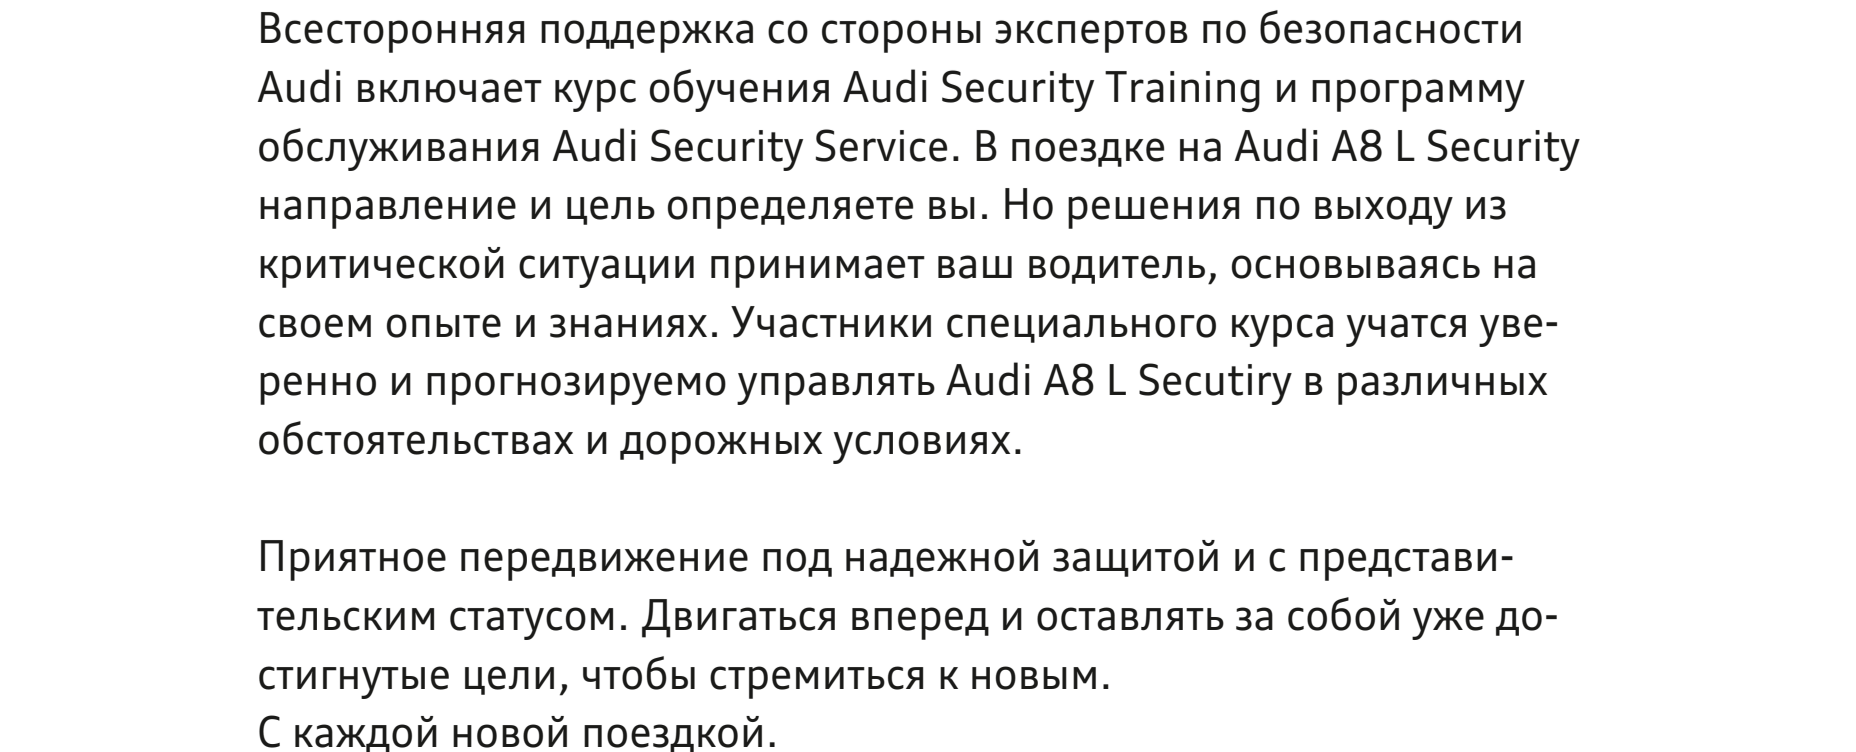 Всесторонняя поддержка со стороны экспертов по безопасности
Audi включает курс обучения Audi Security Training и программу
обслуживания Audi Security Service. В поездке на Audi A8 L Security
направление и цель определяете вы. Но решения по выходу из
критической ситуации принимает ваш водитель, основываясь на
своем опыте и знаниях. Участники специального курса учатся уве-
ренно и прогнозируемо управлять Audi A8 L Secutiry в различных
обстоятельствах и дорожных условиях.

Приятное передвижение под надежной защитой и с представи-
тельским статусом. Двигаться вперед и оставлять за собой уже до-
стигнутые цели, чтобы стремиться к новым.
С каждой новой поездкой.